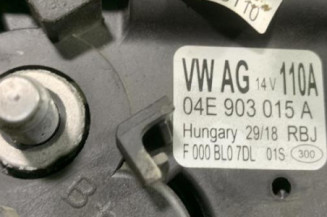 VW AG 14V 110A
04E 903 015 A
Hungary 29/18 RBJ
F 000 BL0 7DL 01S 300
B+